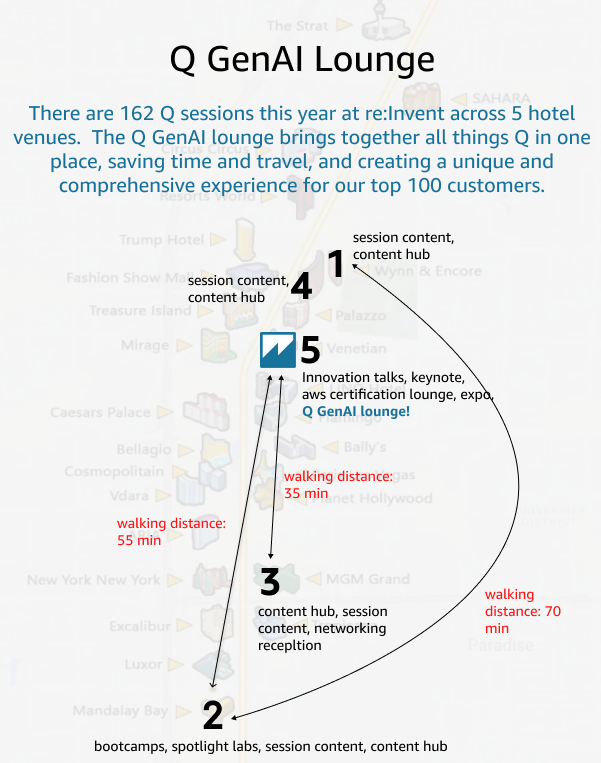 The Strat
Q GenAI Lounge
SAHARA
There are 162 Q sessions this year at re:Invent across 5 hotel
venues. The Q GenAI lounge brings together all things Q in one
place, saving time and travel, and creating a unique and
comprehensive experience for our top 100 customers.
Circus Circus
Resorts World
Trump Hotel
session content,
content hub
1
Wynn & Encore
Fashion Show Mall
session content,
content hub
4
Treasure Island
Palazzo
Mirage
5
Venetian
Innovation talks, keynote,
aws certification lounge, expo,
Q GenAI lounge!
Caesars Palace
Flamingo
Bellagio
Bally's
Cosmopolitan
Vegas
walking distance:
35 min
Vdara
Planet Hollywood
walking distance:
55 min
New York New York
3
MGM Grand
walking
distance: 70
min
content hub, session
content, networking
recepltion
Excalibur
Paradise
Luxor
Mandalay Bay
2
bootcamps, spotlight labs, session content, content hub